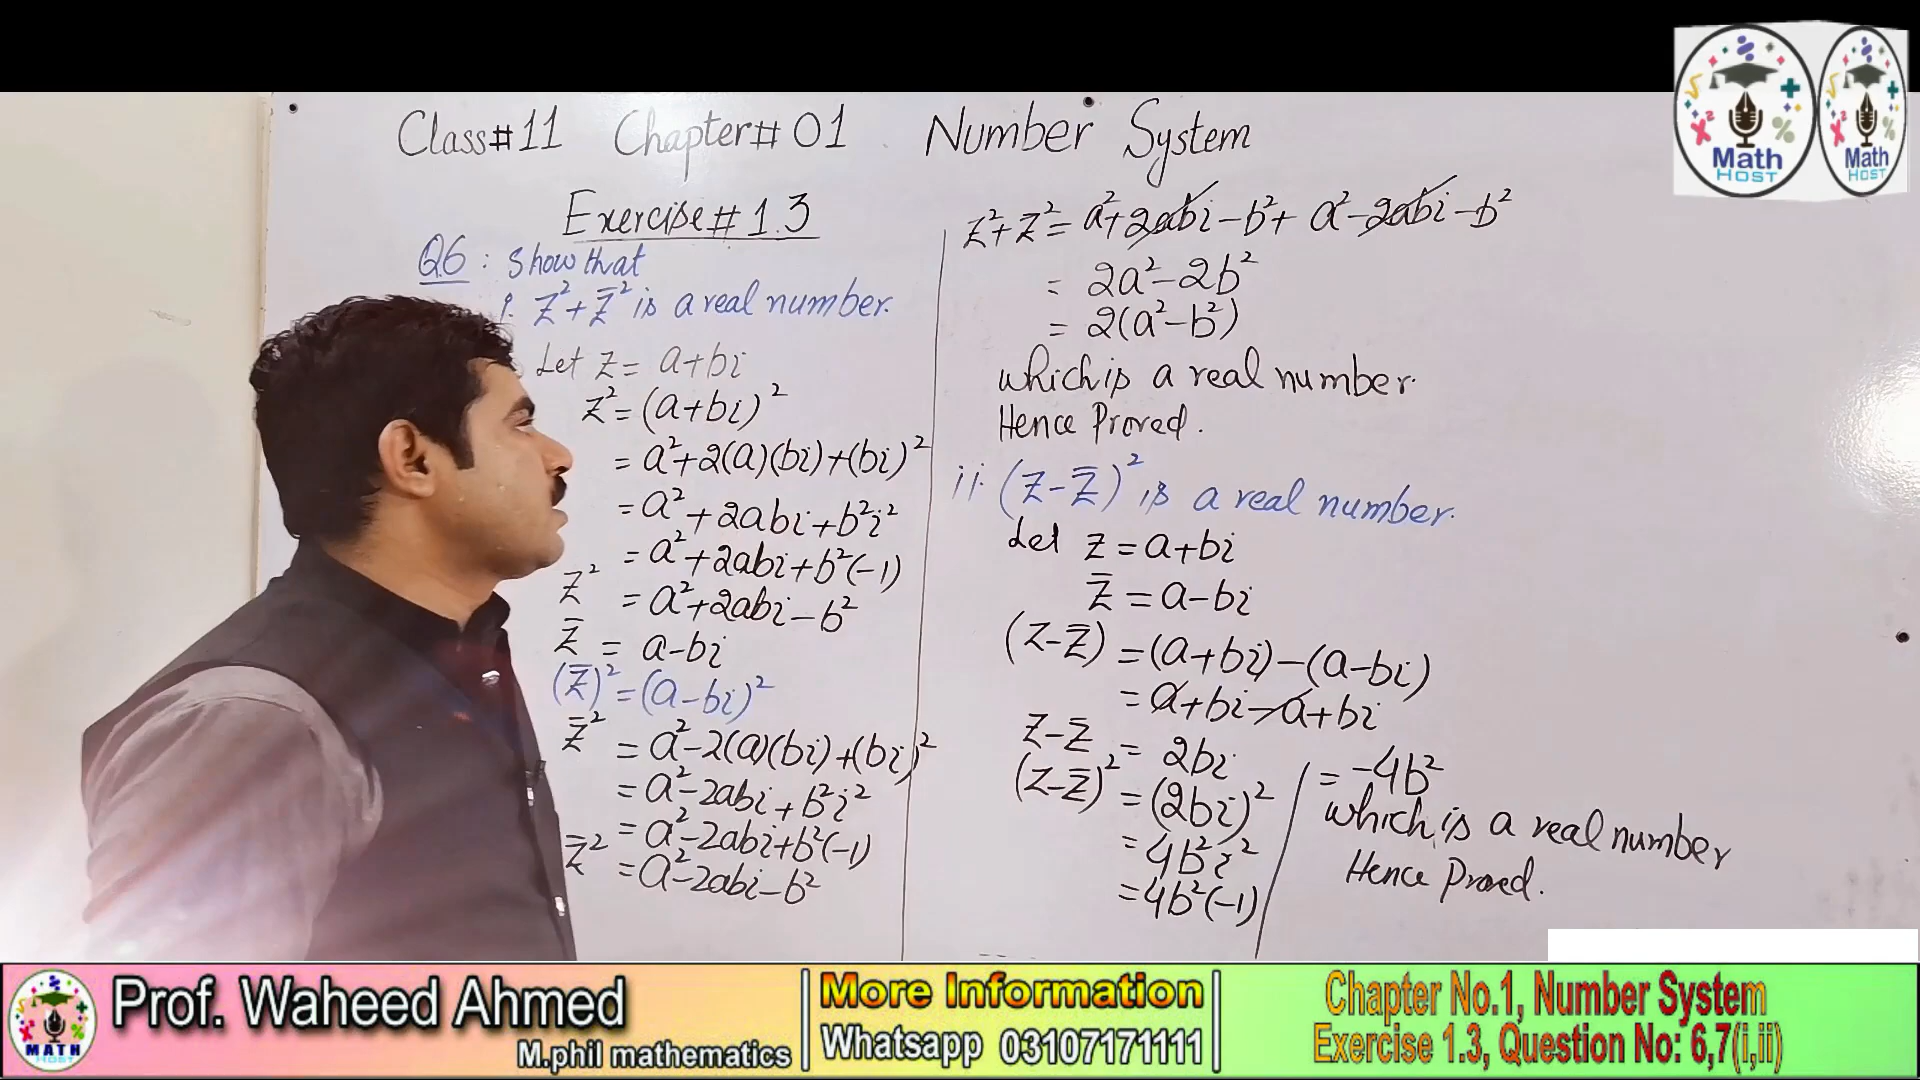 Class#11 Chapter# 01 Number System
Exercise# 1.3
Q6 : Show that
i. z² + z̄² is a real number.
Let z = a+bi
z² = (a+bi)²
= a²+2(a)(bi)+(bi)²
= a²+2abi+b²i²
= a²+2abi+b²(-1)
z² = a²+2abi-b²
z̄ = a-bi
(z̄)² = (a-bi)²
z̄² = a²-2(a)(bi)+(bi)²
= a²-2abi+b²i²
= a²-2abi+b²(-1)
z̄² = a²-2abi-b²
z²+z̄² = a²+2abi-b²+ a²-2abi-b²
= 2a²-2b²
= 2(a²-b²)
which is a real number.
Hence Proved.
ii. (z-z̄)² is a real number.
Let z = a+bi
z̄ = a-bi
(z-z̄) = (a+bi)-(a-bi)
= a+bi-a+bi
z-z̄ = 2bi
(z-z̄)² = (2bi)²
= 4b²i²
= 4b²(-1)
= -4b²
which is a real number
Hence Proved.
Math
HOST
Math
HOST
MATH
HOST
Prof. Waheed Ahmed
M.phil mathematics
More Information
Whatsapp 03107171111
Chapter No.1, Number System
Exercise 1.3, Question No: 6,7(i,ii)